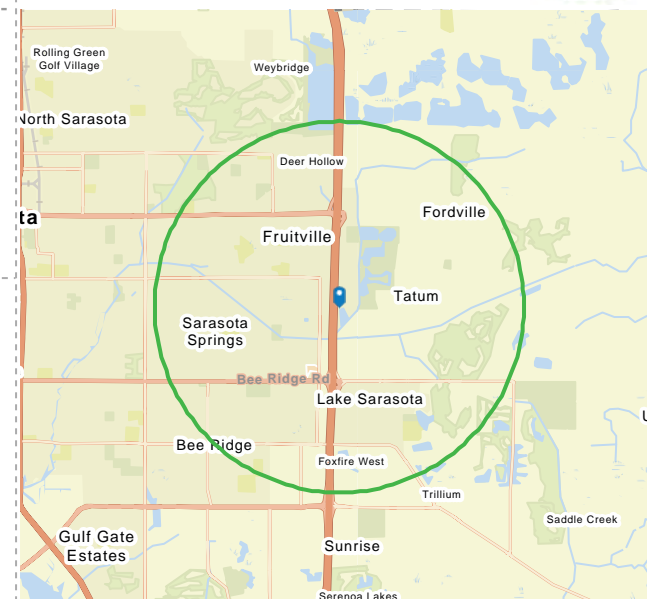 Rolling Green
Golf Village
Weybridge
North Sarasota
Deer Hollow
ta
Fordville
Fruitville
Tatum
Sarasota
Springs
Bee Ridge Rd
Lake Sarasota
Bee Ridge
Foxfire West
Trillium
Saddle Creek
Gulf Gate
Estates
Sunrise
Serenoa Lakes